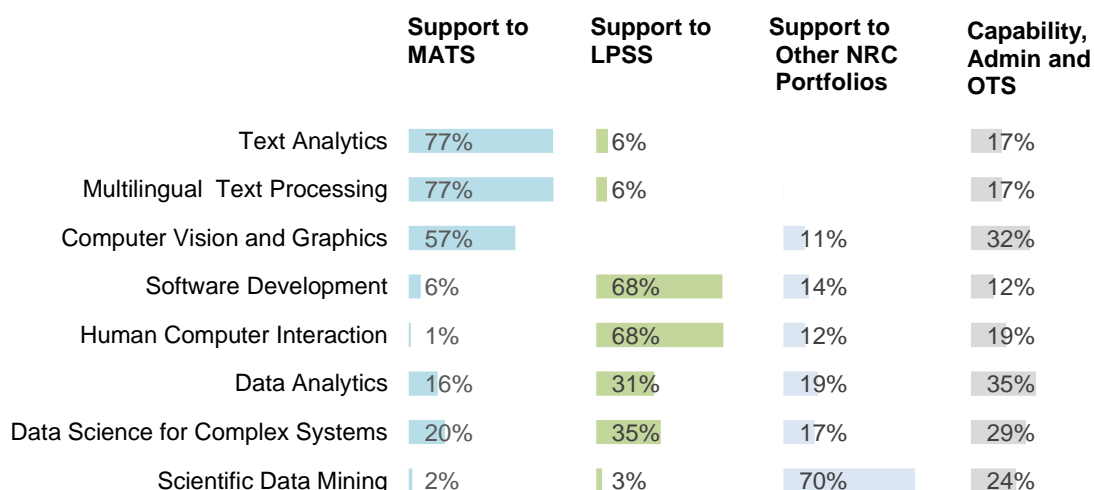 Support to MATS Support to LPSS Support to Other NRC Portfolios Capability, Admin and OTS
Text Analytics 77% 6% 17%
Multilingual Text Processing 77% 6% 17%
Computer Vision and Graphics 57% 11% 32%
Software Development 6% 68% 14% 12%
Human Computer Interaction 1% 68% 12% 19%
Data Analytics 16% 31% 19% 35%
Data Science for Complex Systems 20% 35% 17% 29%
Scientific Data Mining 2% 3% 70% 24%